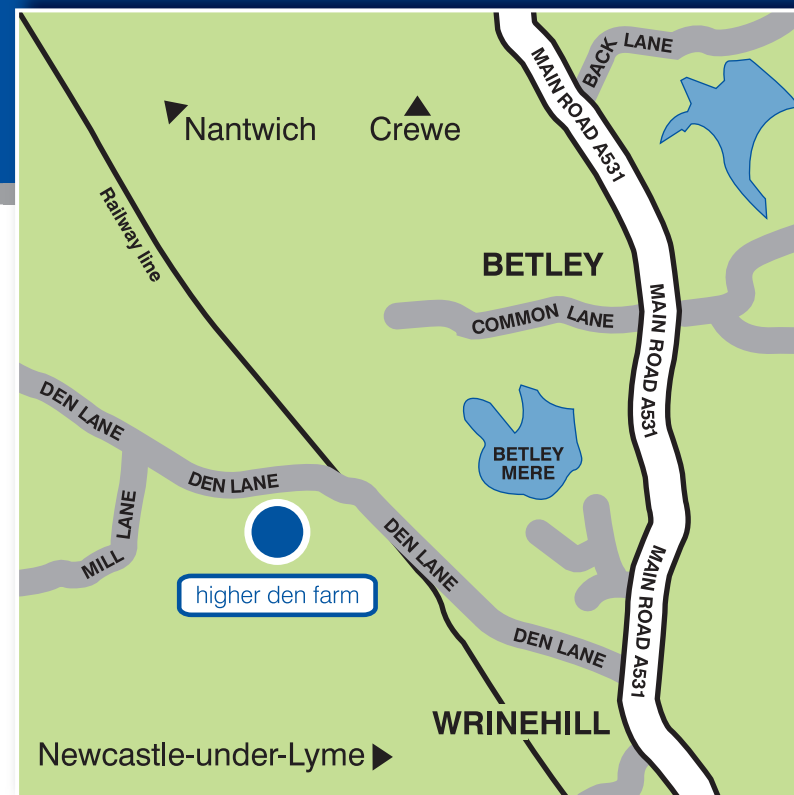 BACK LANE
MAIN ROAD A531
Nantwich
Crewe
Railway line
BETLEY
COMMON LANE
MAIN ROAD A531
DEN LANE
BETLEY
MERE
DEN LANE
MILL LANE
DEN LANE
higher den farm
MAIN ROAD A531
DEN LANE
WRINEHILL
Newcastle-under-Lyme